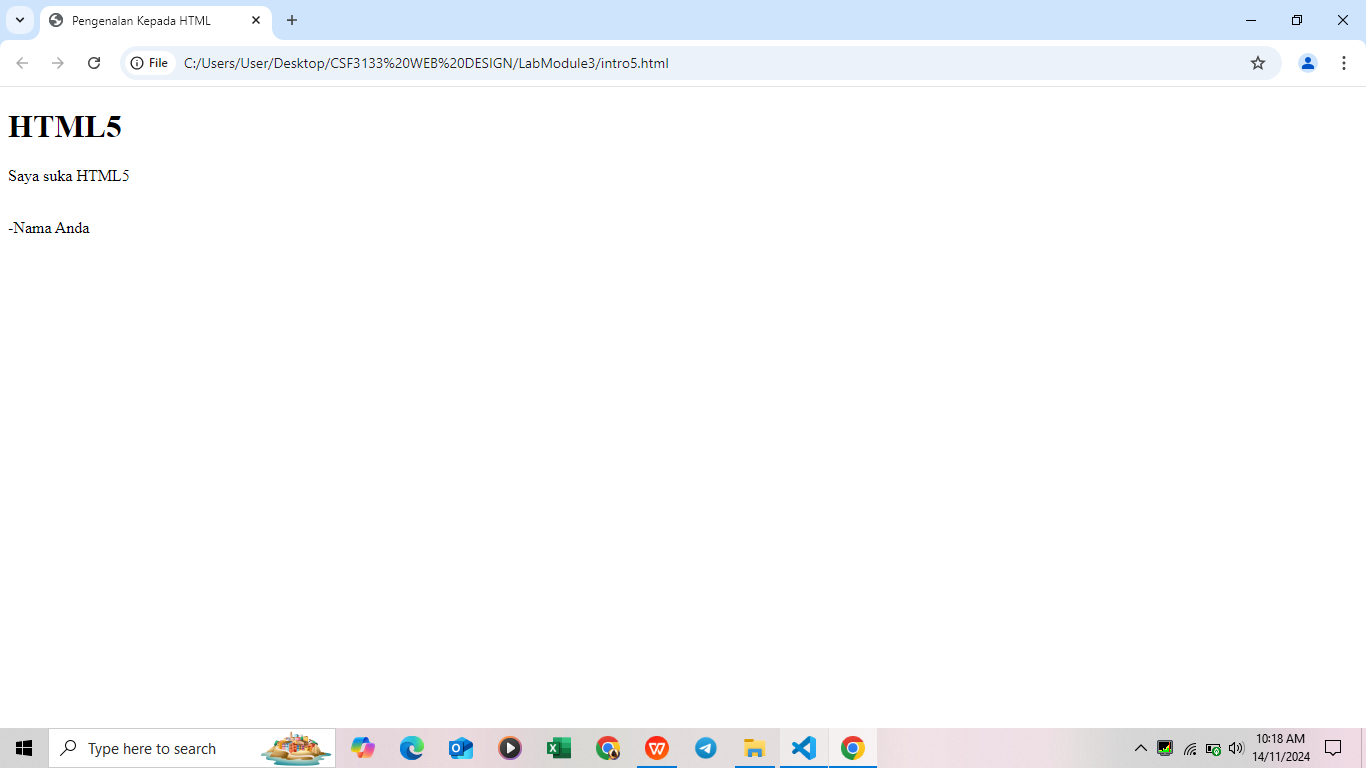 Pengenalan Kepada HTML
File C:/Users/User/Desktop/CSF3133%20WEB%20DESIGN/LabModule3/intro5.html
HTML5
Saya suka HTML5
-Nama Anda
Type here to search
10:18 AM
14/11/2024